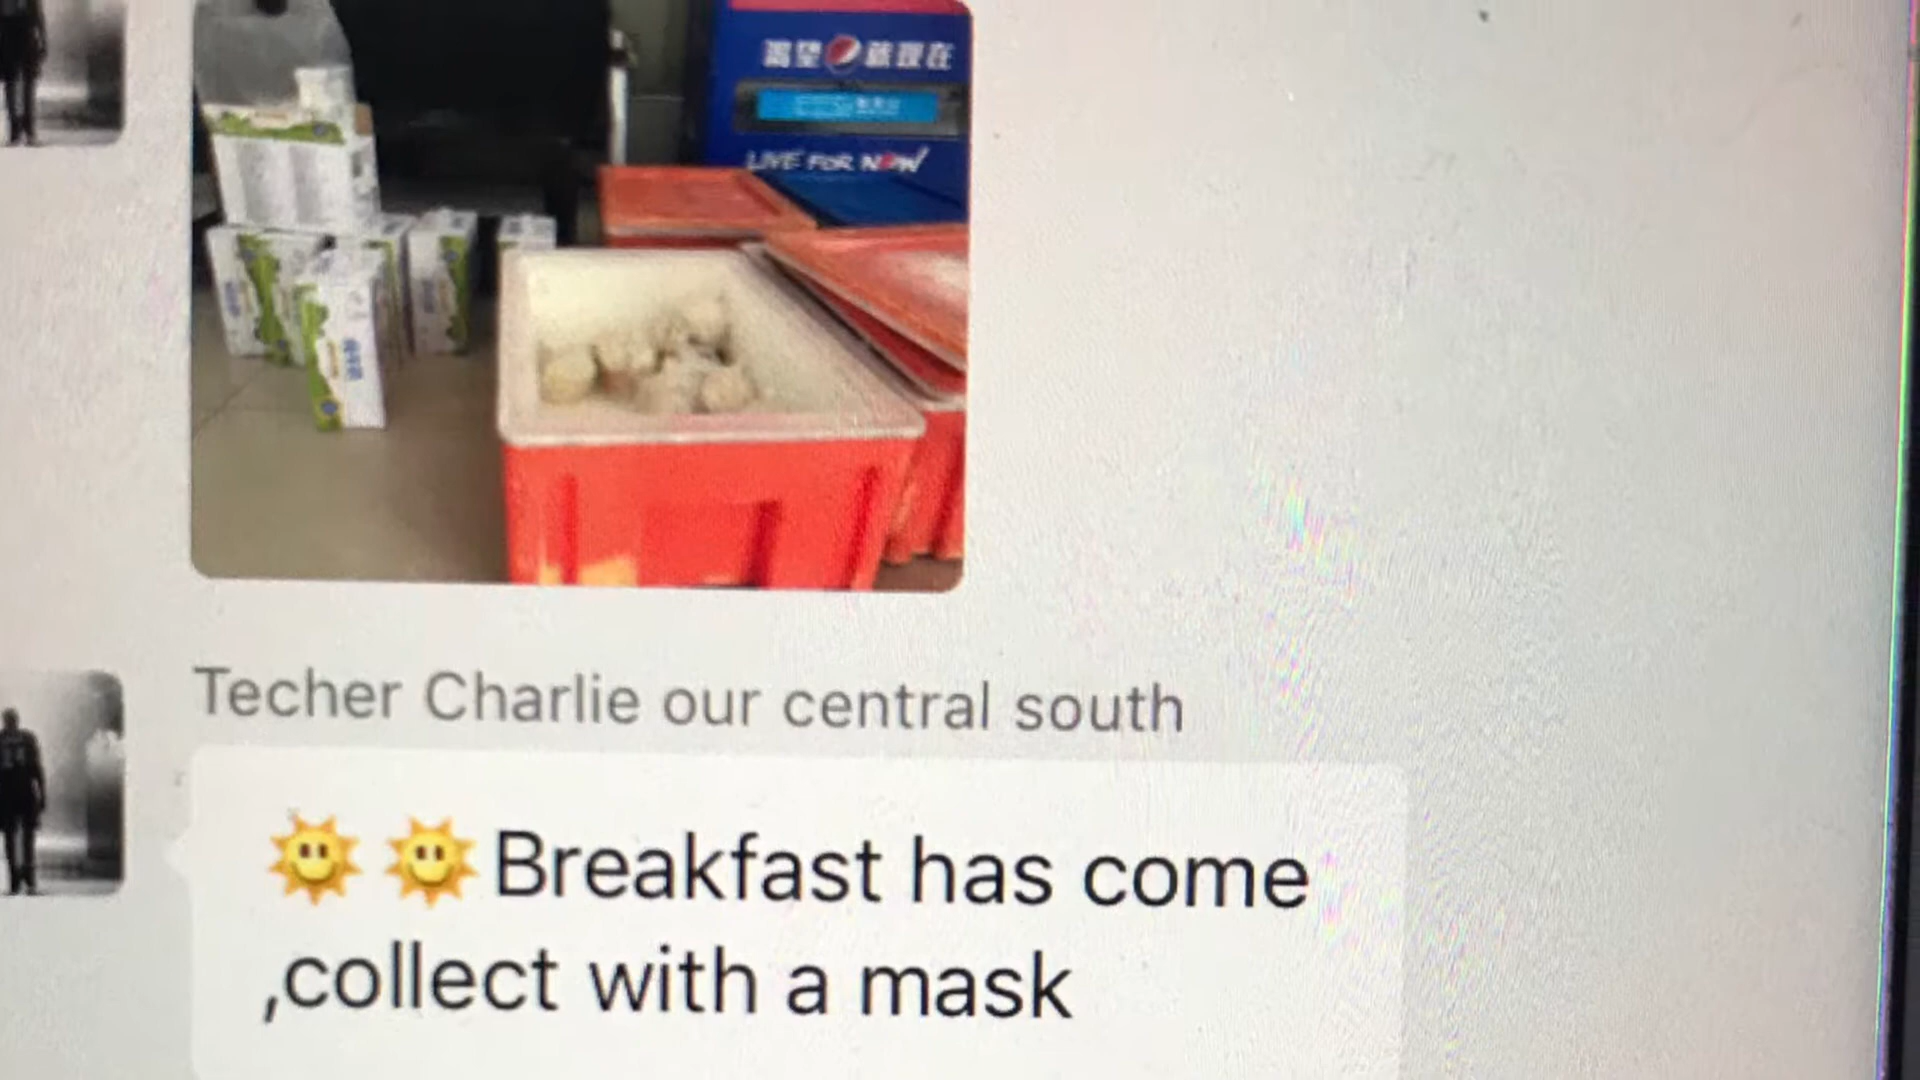 渴望 就现在
LIVE FOR NOW
Techer Charlie our central south
Breakfast has come
,collect with a mask